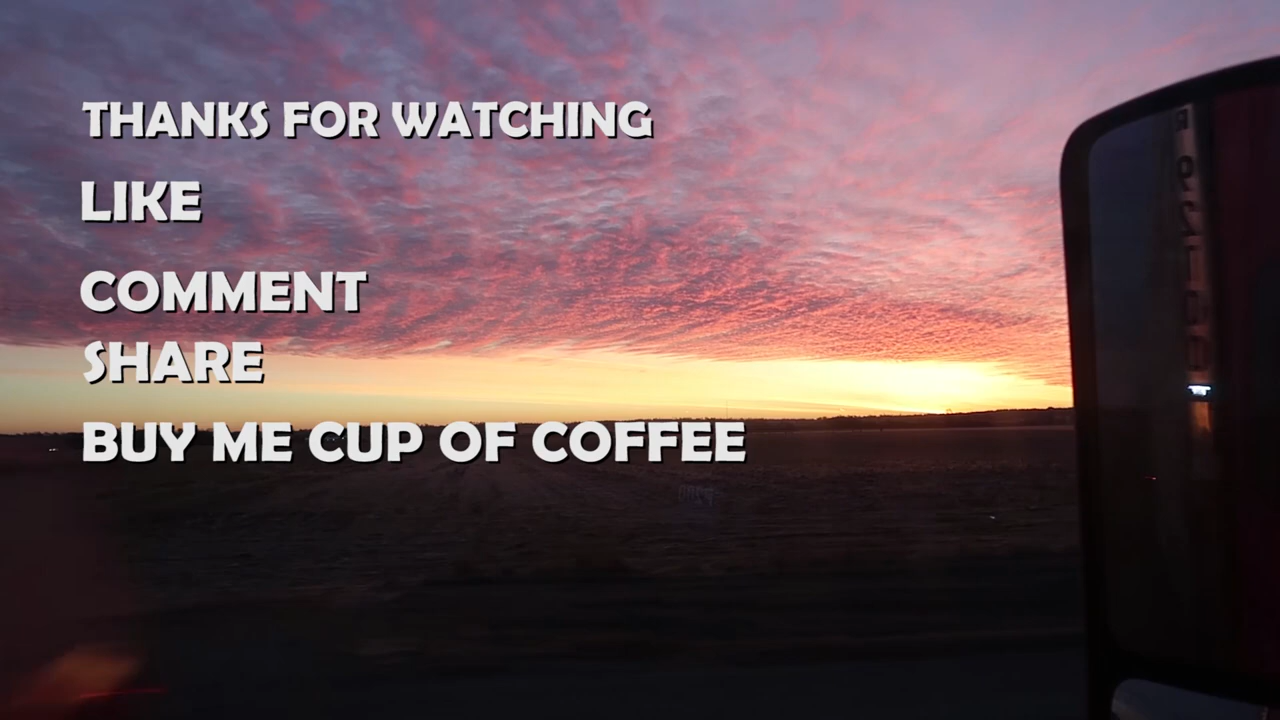 THANKS FOR WATCHING
LIKE
COMMENT
SHARE
BUY ME CUP OF COFFEE